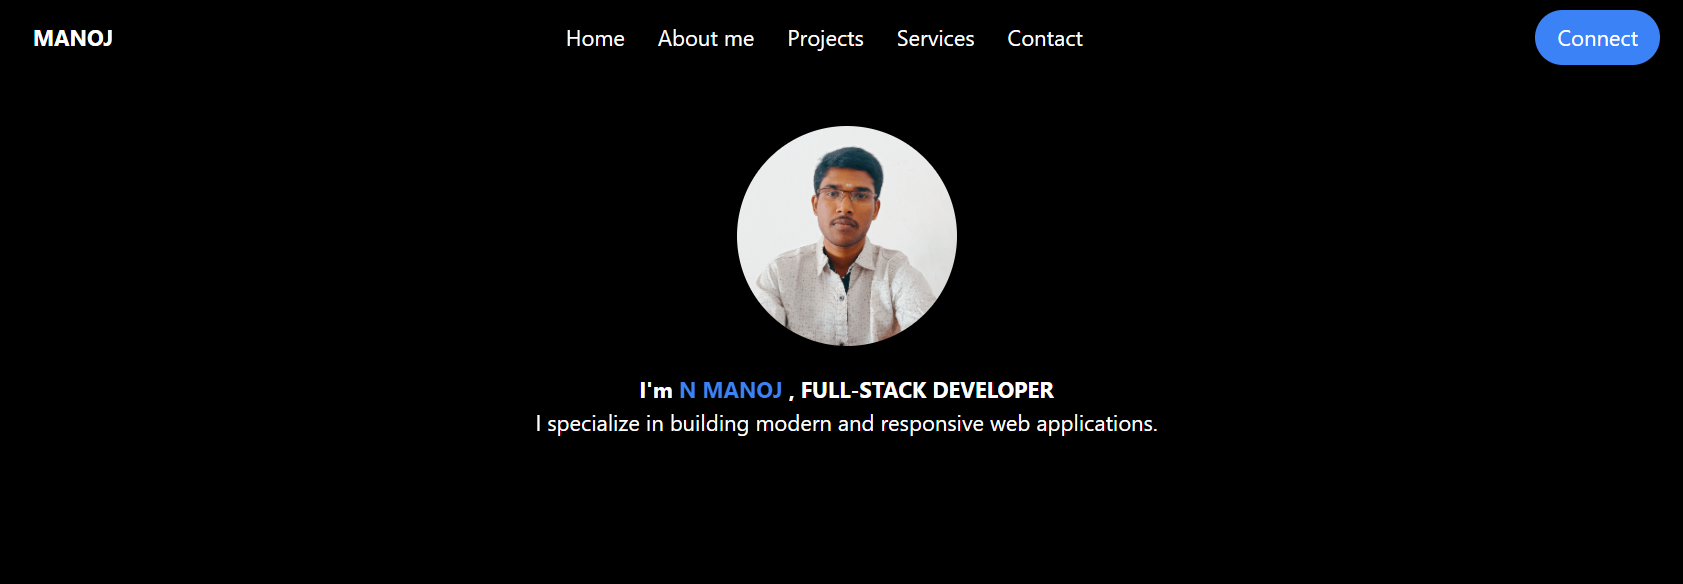 MANOJ Home About me Projects Services Contact Connect
I'm N MANOJ , FULL-STACK DEVELOPER
I specialize in building modern and responsive web applications.